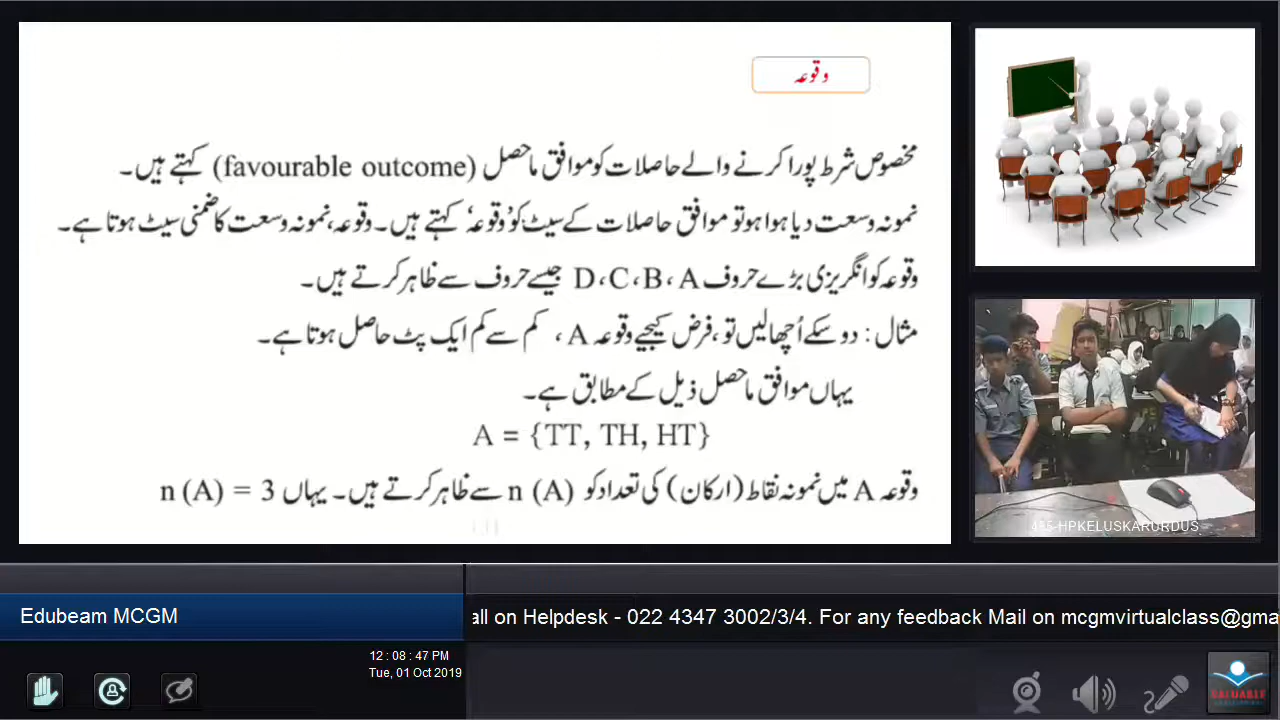 وقوعہ
مخصوص شرط پورا کرنے والے حاصلات کو موافق ماحصل (favourable outcome) کہتے ہیں۔
نمونہ وسعت دیا ہوا ہو تو موافق حاصلات کے سیٹ کو 'وقوعہ' کہتے ہیں۔ وقوعہ، نمونہ وسعت کا ضمنی سیٹ ہوتا ہے۔
وقوعہ کو انگریزی بڑے حروف D، C، B، A جیسے حروف سے ظاہر کرتے ہیں۔
مثال : دو سکے اُچھالیں تو، فرض کیجیے وقوعہ A ، کم سے کم ایک پٹ حاصل ہوتا ہے۔
یہاں موافق ماحصل ذیل کے مطابق ہے۔
A = {TT, TH, HT}
وقوعہ A میں نمونہ نقاط (ارکان) کی تعداد کو n (A) سے ظاہر کرتے ہیں۔ یہاں n (A) = 3
485-HPKELUSKARURDUS
Edubeam MCGM
all on Helpdesk - 022 4347 3002/3/4. For any feedback Mail on mcgmvirtualclass@gma
12 : 08 : 47 PM
Tue, 01 Oct 2019
VALUABLE